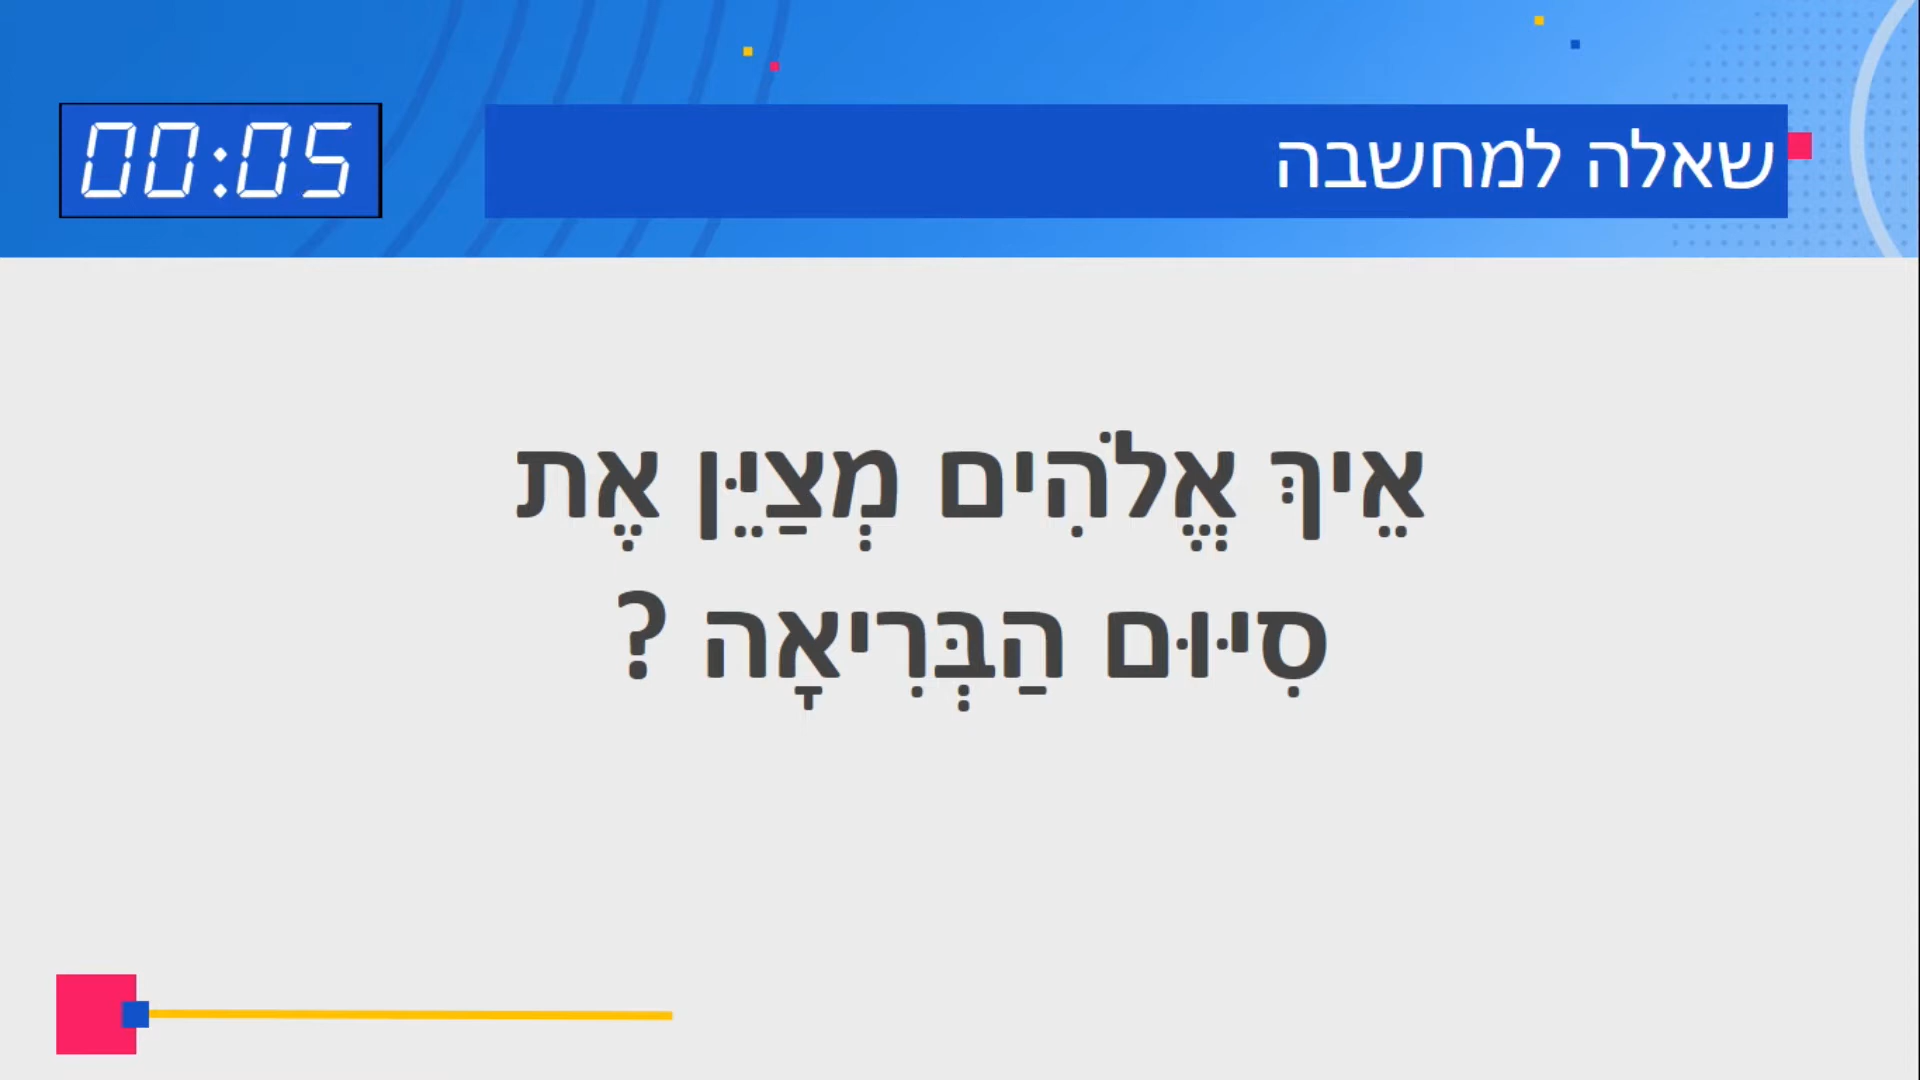 00:05
שאלה למחשבה
אֵיךְ אֱלֹהִים מְצַיֵּן אֶת
סִיּוּם הַבְּרִיאָה ?